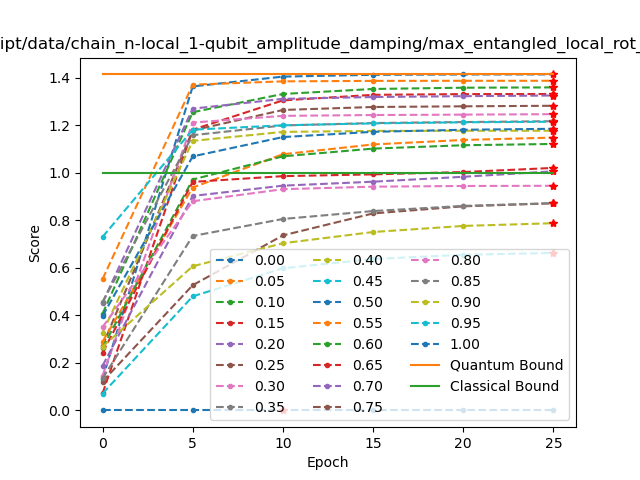 ipt/data/chain_n-local_1-qubit_amplitude_damping/max_entangled_local_rot_
1.4
1.2
1.0
0.8
0.6
0.4
0.2
0.0
Score
0.00 0.40 0.80
0.05 0.45 0.85
0.10 0.50 0.90
0.15 0.55 0.95
0.20 0.60 1.00
0.25 0.65 Quantum Bound
0.30 0.70 Classical Bound
0.35 0.75
0 5 10 15 20 25
Epoch